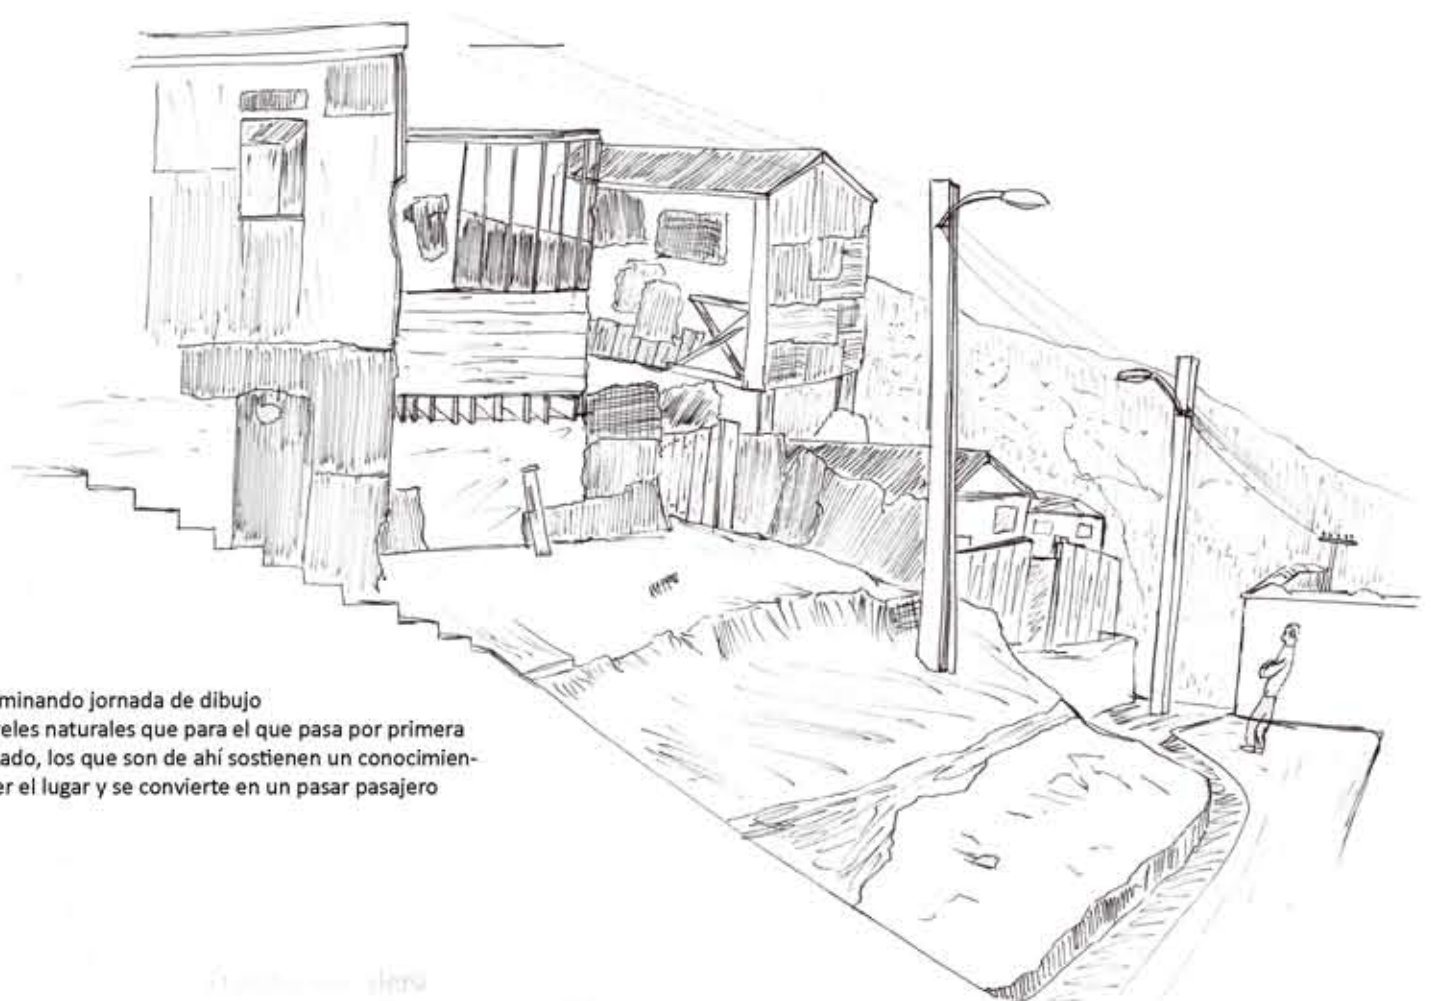 minando jornada de dibujo
eles naturales que para el que pasa por primera
ado, los que son de ahí sostienen un conocimien-
er el lugar y se convierte en un pasar pasajero